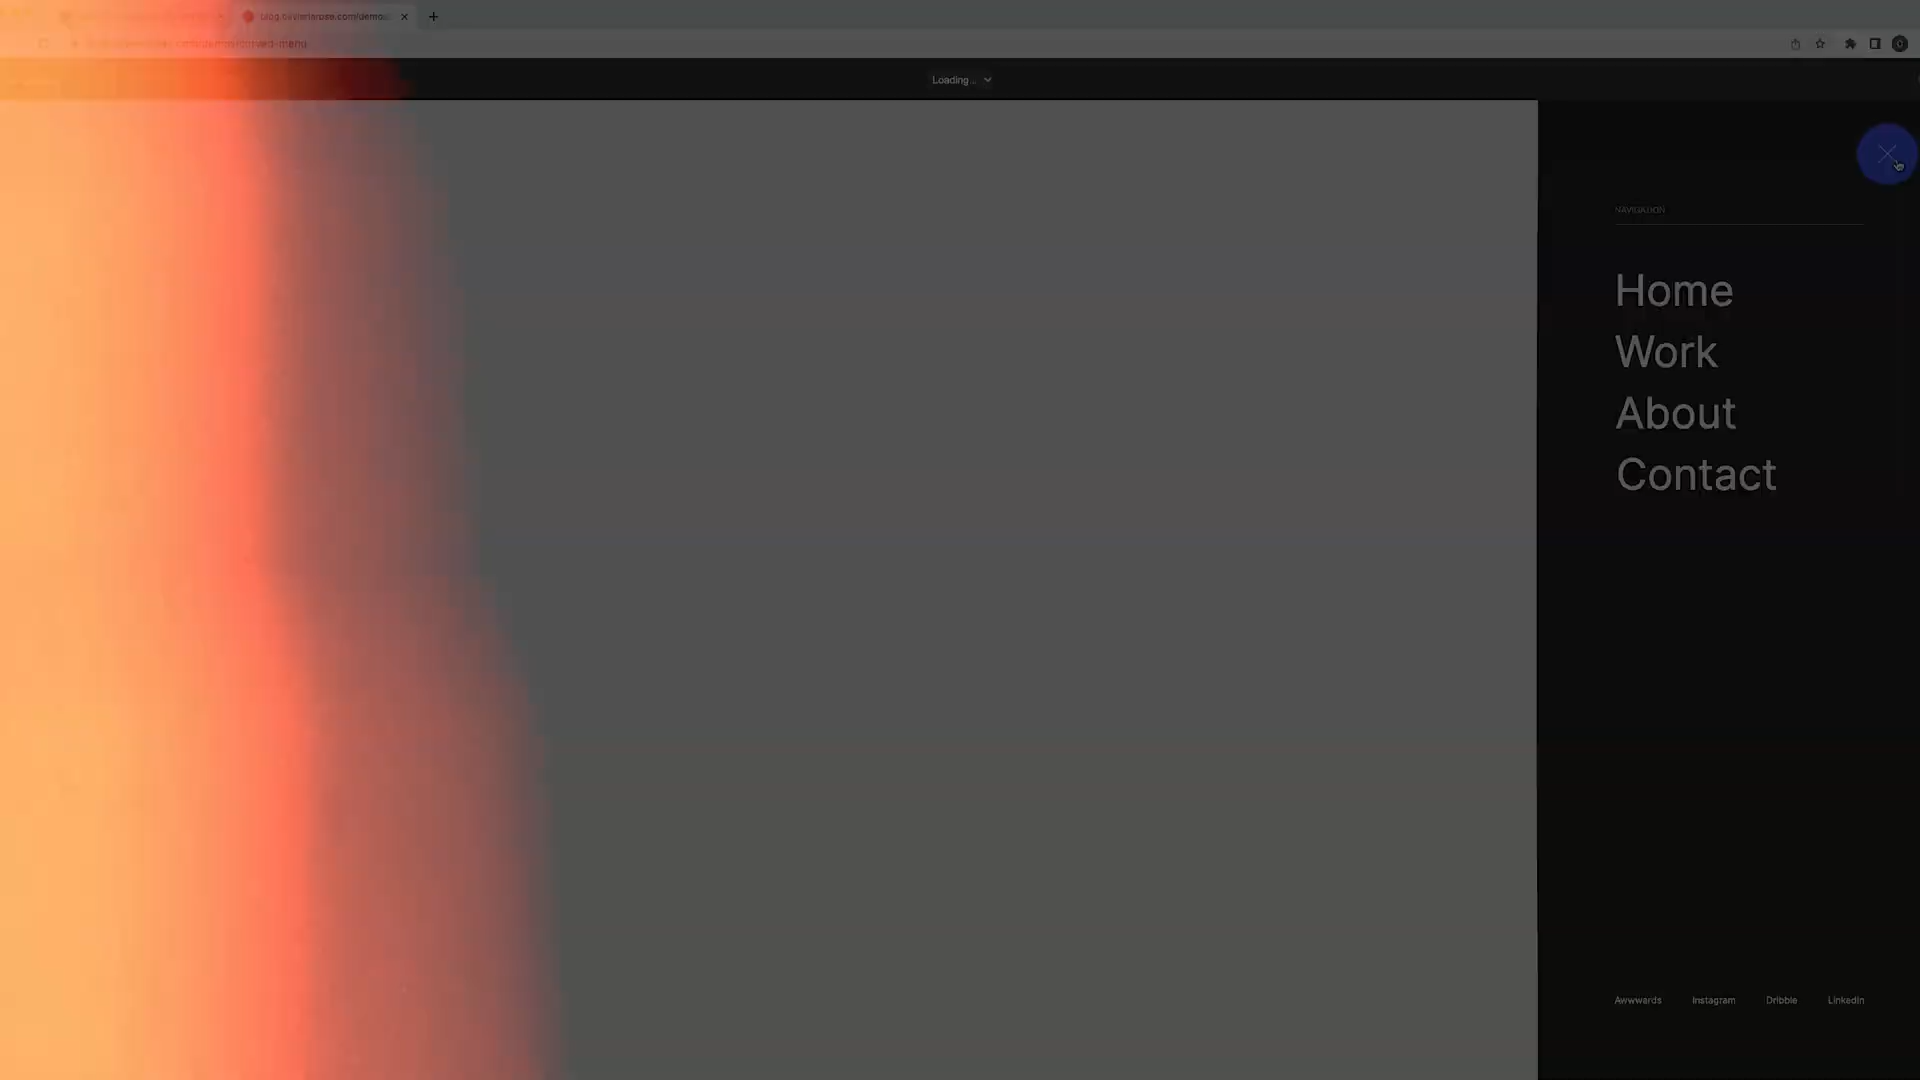 Loading...
NAVIGATION
Home
Work
About
Contact
Awwwards Instagram Dribble LinkedIn